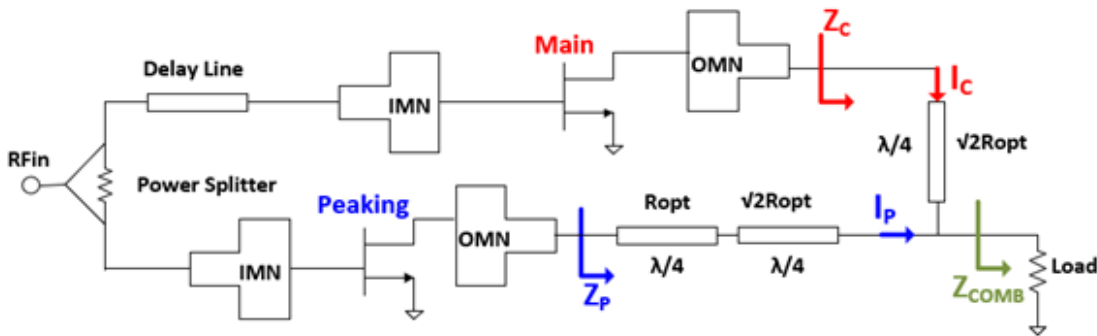 Z_C
Main
OMN
Delay Line
I_C
IMN
λ/4
√2Ropt
RFin
Power Splitter
Peaking
Ropt
√2Ropt
I_P
OMN
IMN
λ/4
λ/4
Z_P
Z_COMB
Load